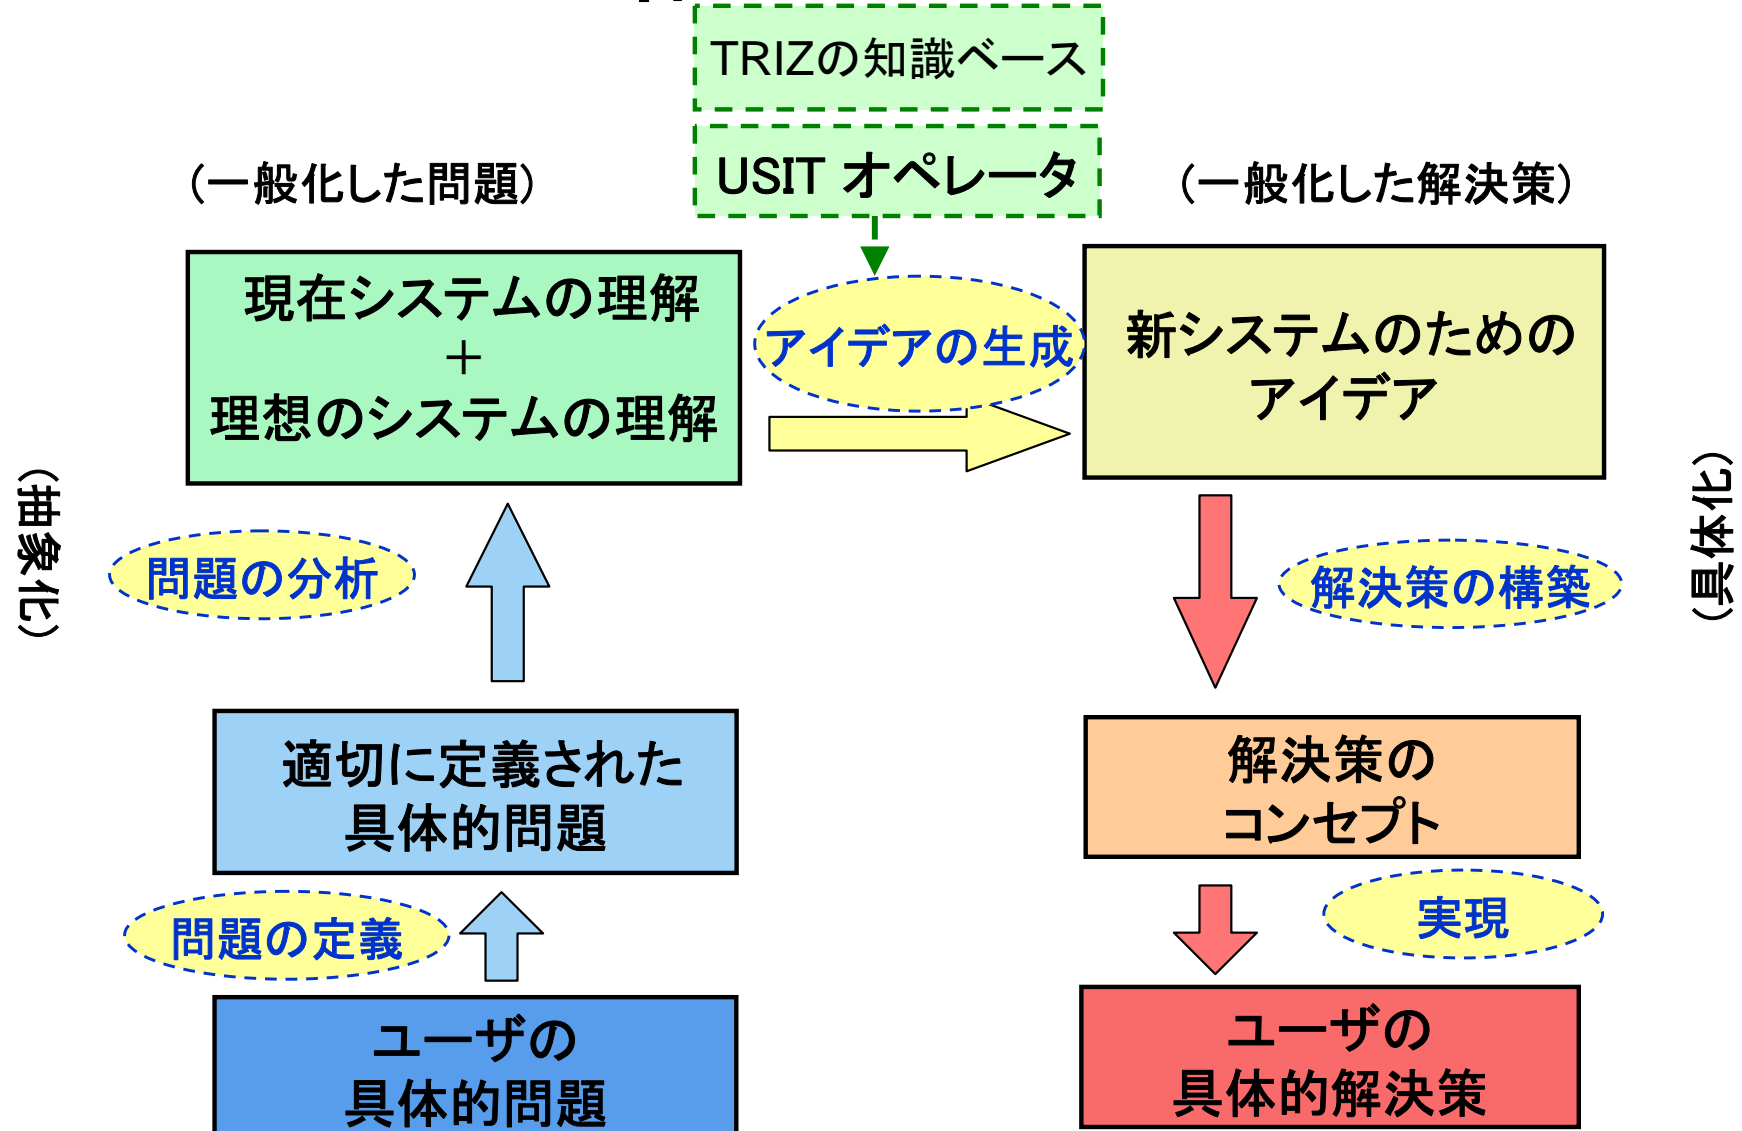 TRIZの知識ベース
USIT オペレータ
（一般化した問題）
（一般化した解決策）
現在システムの理解
＋
理想のシステムの理解
アイデアの生成
新システムのための
アイデア
（抽象化）
（具体化）
問題の分析
解決策の構築
適切に定義された
具体的問題
解決策の
コンセプト
問題の定義
実現
ユーザの
具体的問題
ユーザの
具体的解決策